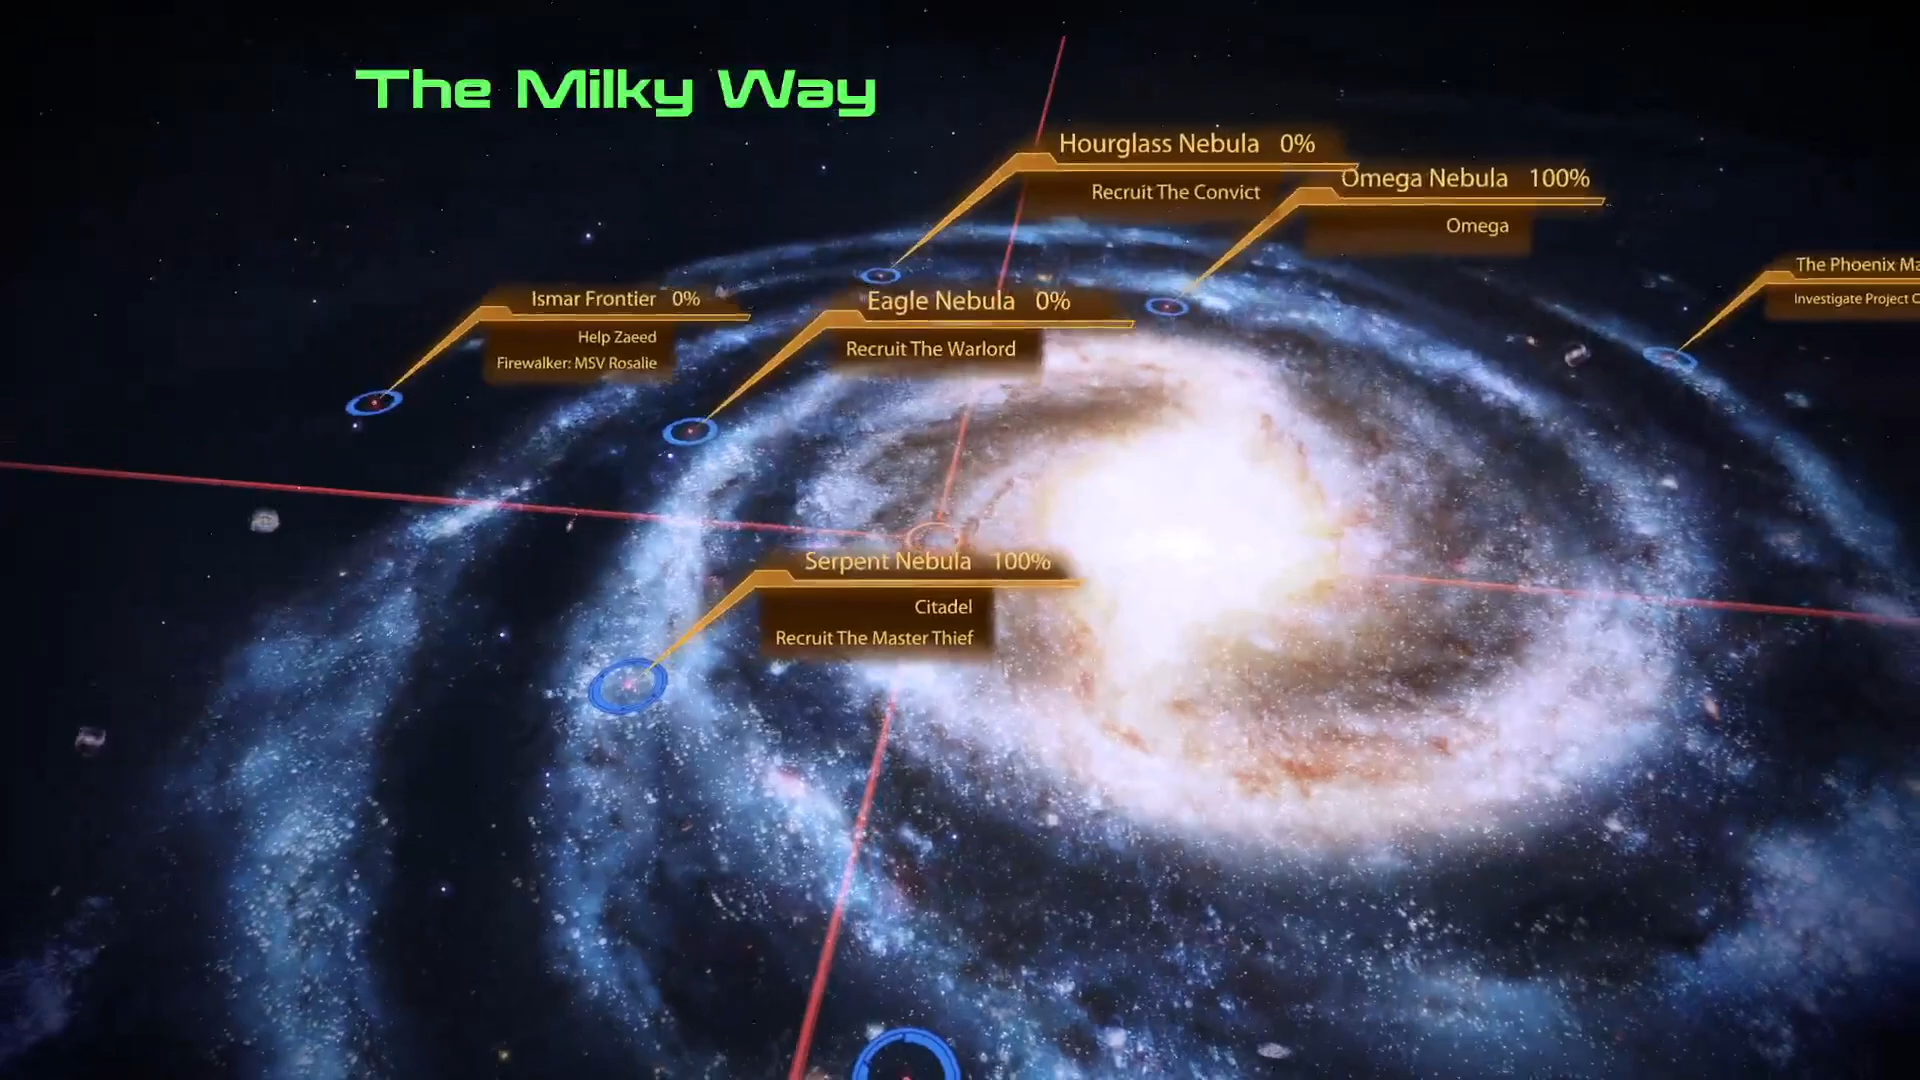 The Milky Way
Hourglass Nebula 0%
Recruit The Convict
Omega Nebula 100%
Omega
The Phoenix
Investigate Project
Ismar Frontier 0%
Help Zaeed
Firewalker: MSV Rosalie
Eagle Nebula 0%
Recruit The Warlord
Serpent Nebula 100%
Citadel
Recruit The Master Thief